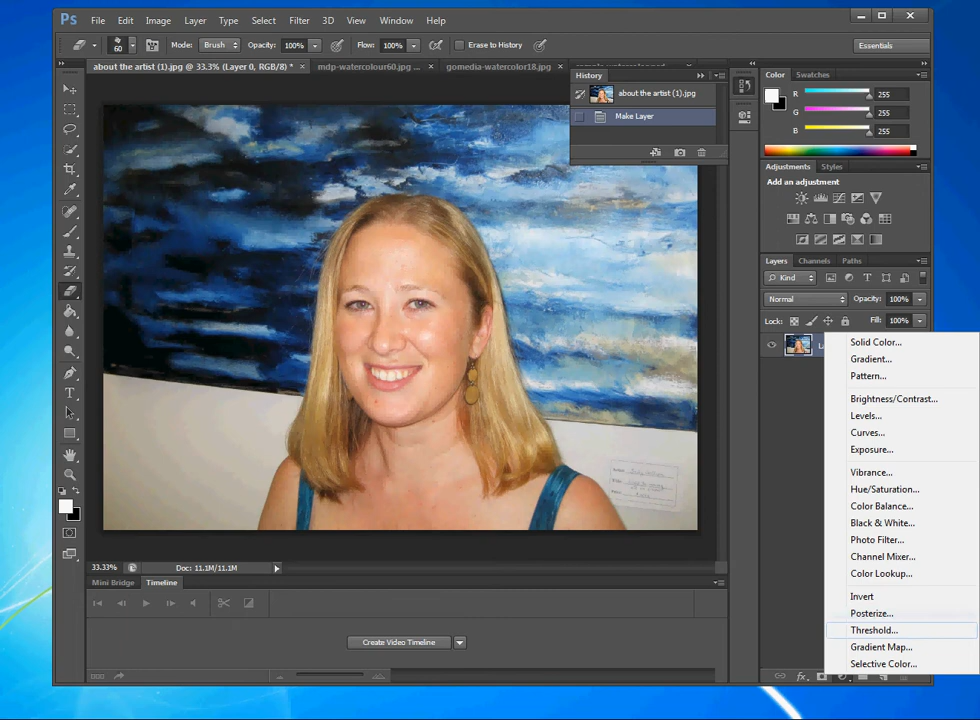 Ps File Edit Image Layer Type Select Filter 3D View Window Help
60 Mode: Brush Opacity: 100% Flow: 100% Erase to History Essentials
about the artist (1).jpg @ 33.3% (Layer 0, RGB/8) * × mdp-watercolour60.jpg ... × gomedia-watercolor18.jpg ×
History
about the artist (1).jpg
Make Layer
Color Swatches
R 255
G 255
B 255
Adjustments Styles
Add an adjustment
Layers Channels Paths
Kind
Normal Opacity: 100%
Lock: Fill: 100%
Solid Color...
Gradient...
Pattern...
Brightness/Contrast...
Levels...
Curves...
Exposure...
Vibrance...
Hue/Saturation...
Color Balance...
Black & White...
Photo Filter...
Channel Mixer...
Color Lookup...
Invert
Posterize...
Threshold...
Gradient Map...
Selective Color...
33.33% Doc: 11.1M/11.1M
Mini Bridge Timeline
Create Video Timeline
fx